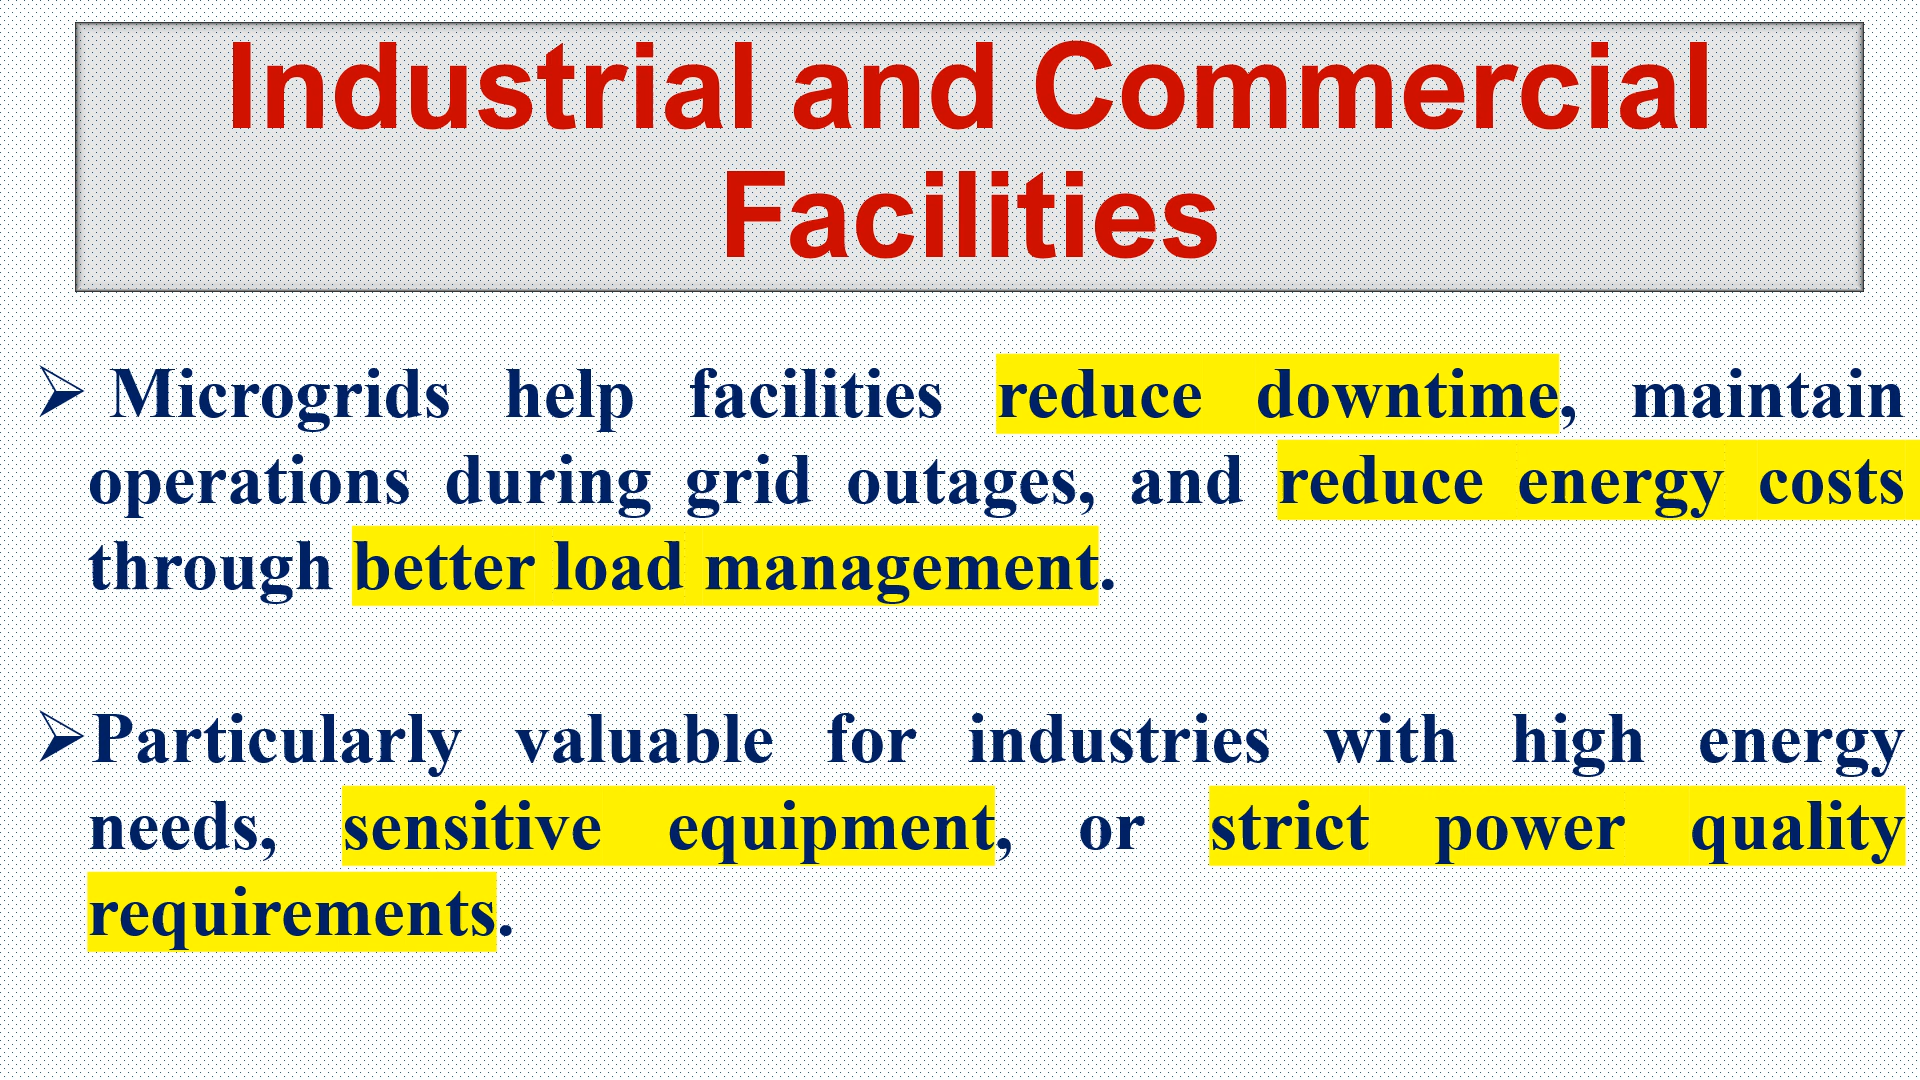 Industrial and Commercial
Facilities
➢ Microgrids help facilities reduce downtime, maintain
operations during grid outages, and reduce energy costs
through better load management.
➢Particularly valuable for industries with high energy
needs, sensitive equipment, or strict power quality
requirements.